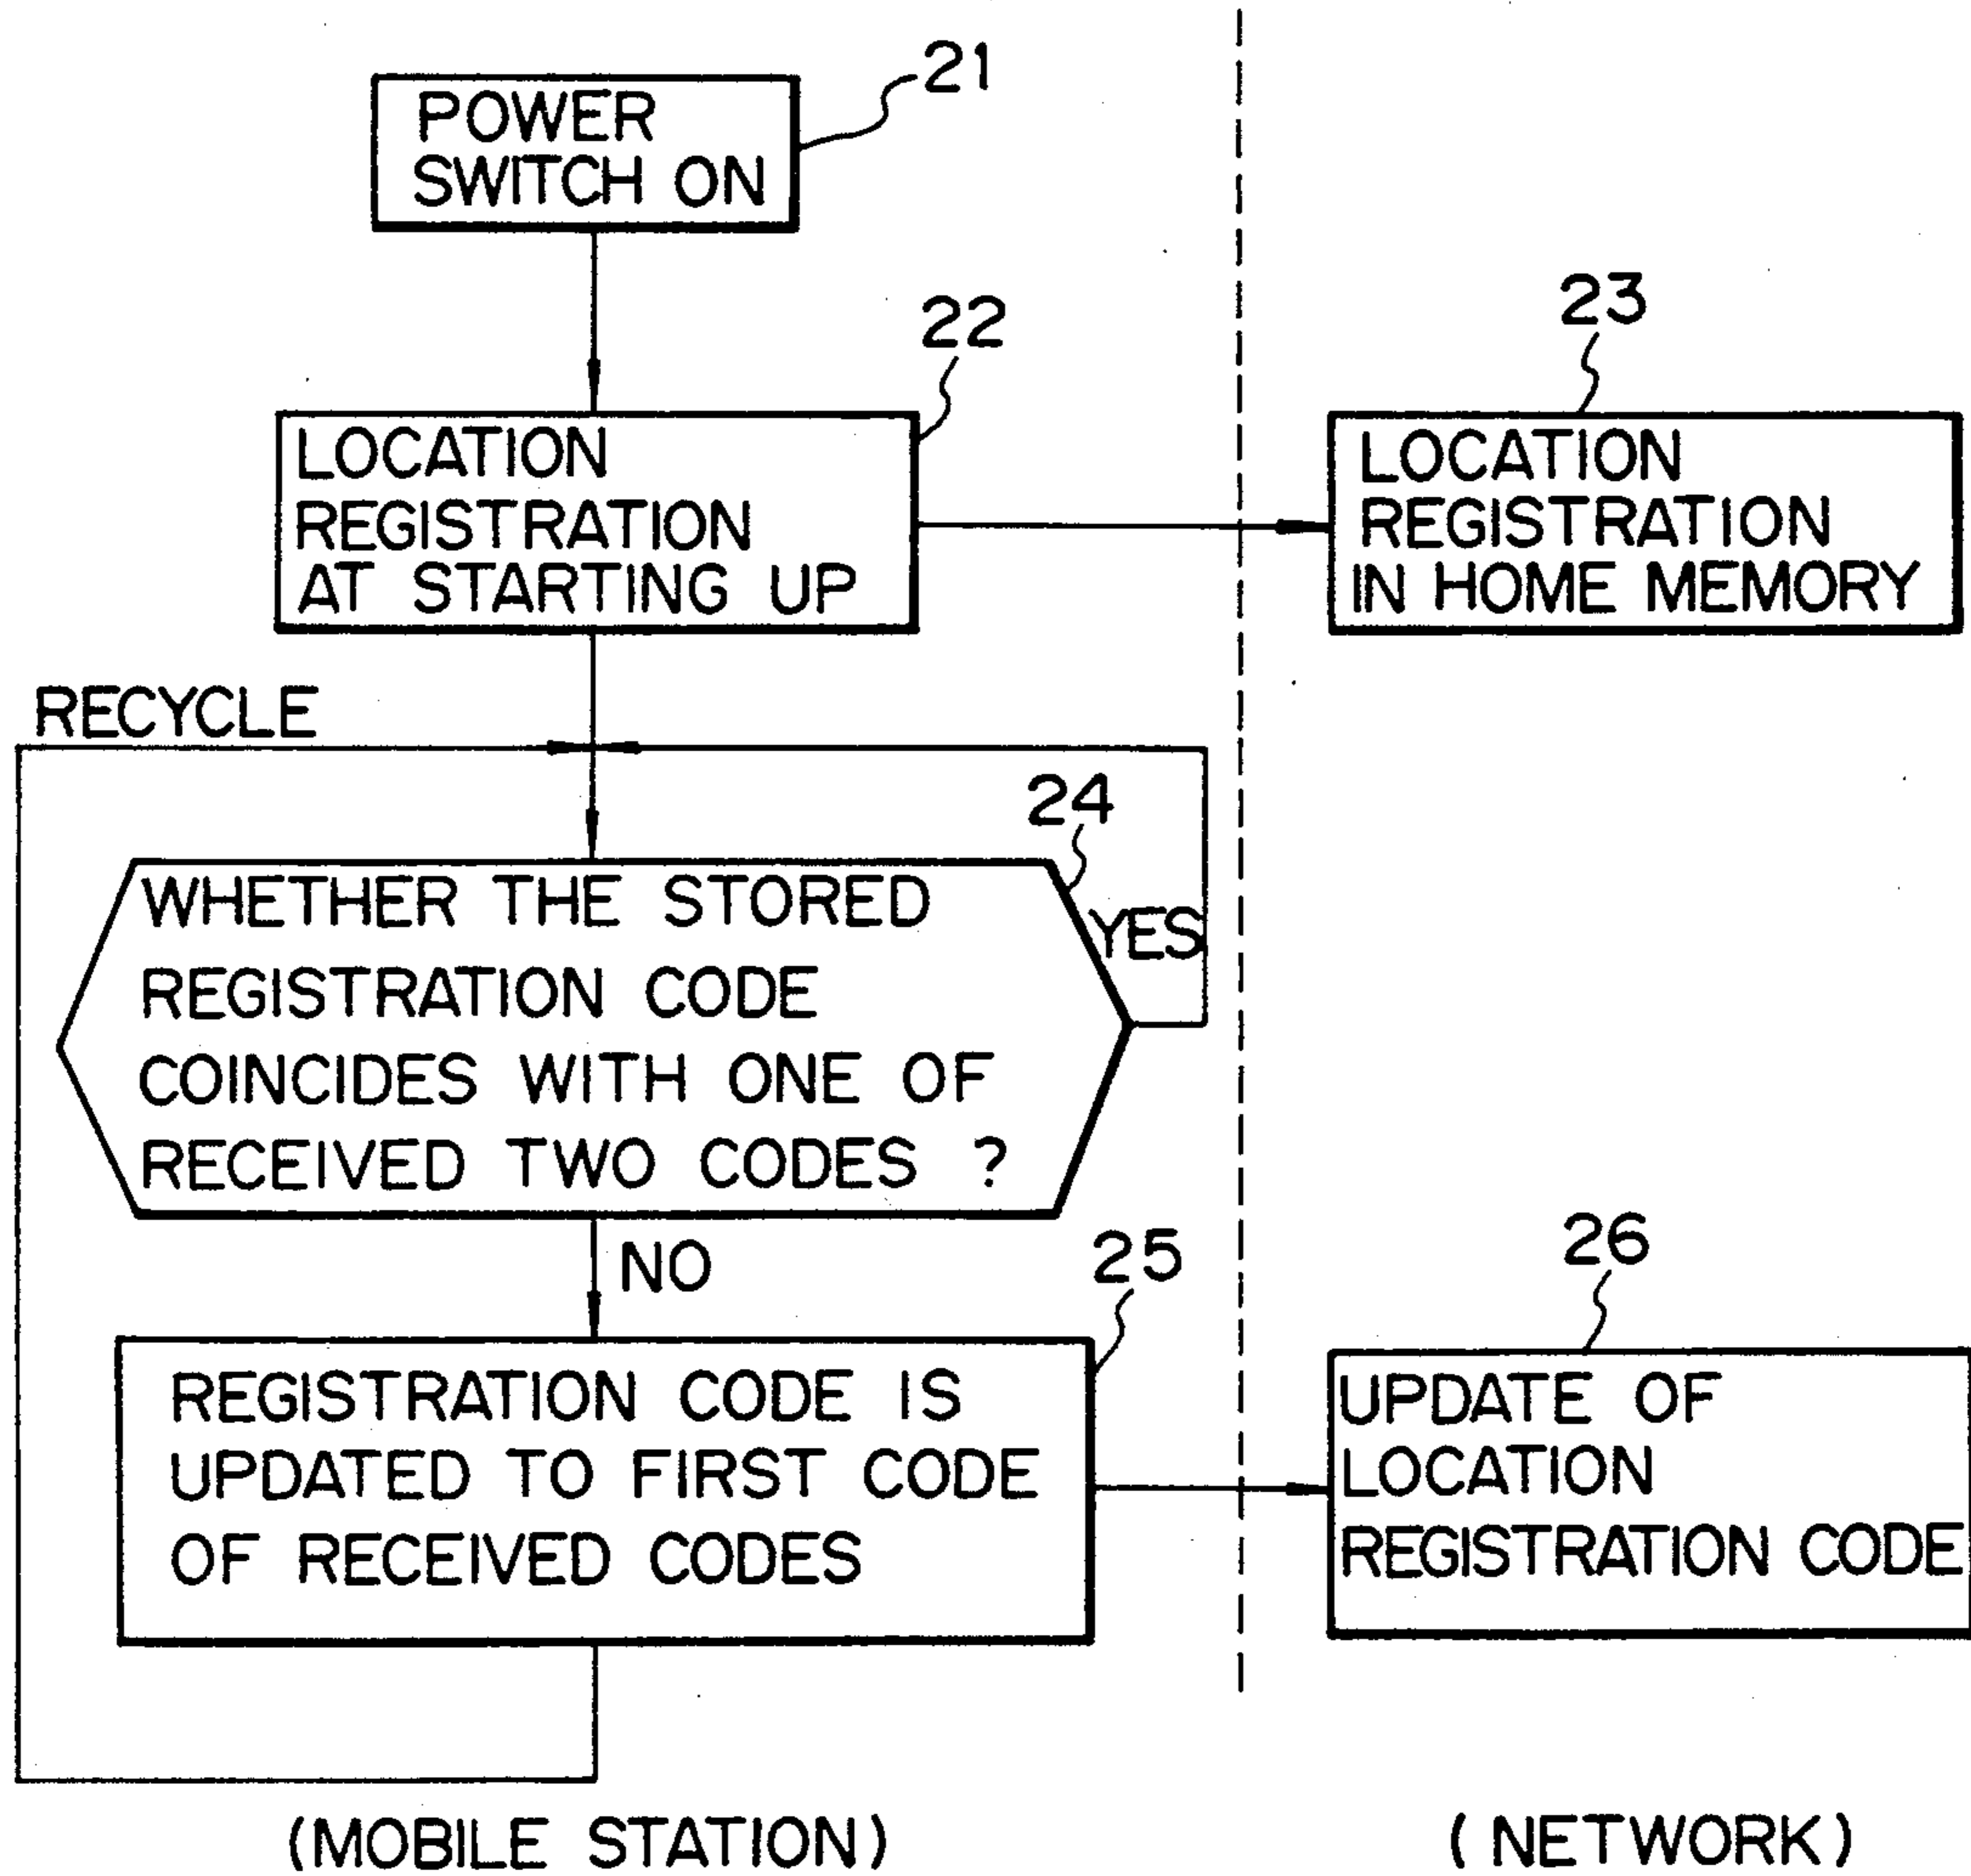 21
POWER
SWITCH ON
22
LOCATION
REGISTRATION
AT STARTING UP
23
LOCATION
REGISTRATION
IN HOME MEMORY
RECYCLE
24
WHETHER THE STORED
REGISTRATION CODE
COINCIDES WITH ONE OF
RECEIVED TWO CODES ?
YES
NO
25
REGISTRATION CODE IS
UPDATED TO FIRST CODE
OF RECEIVED CODES
26
UPDATE OF
LOCATION
REGISTRATION CODE
(MOBILE STATION)
(NETWORK)